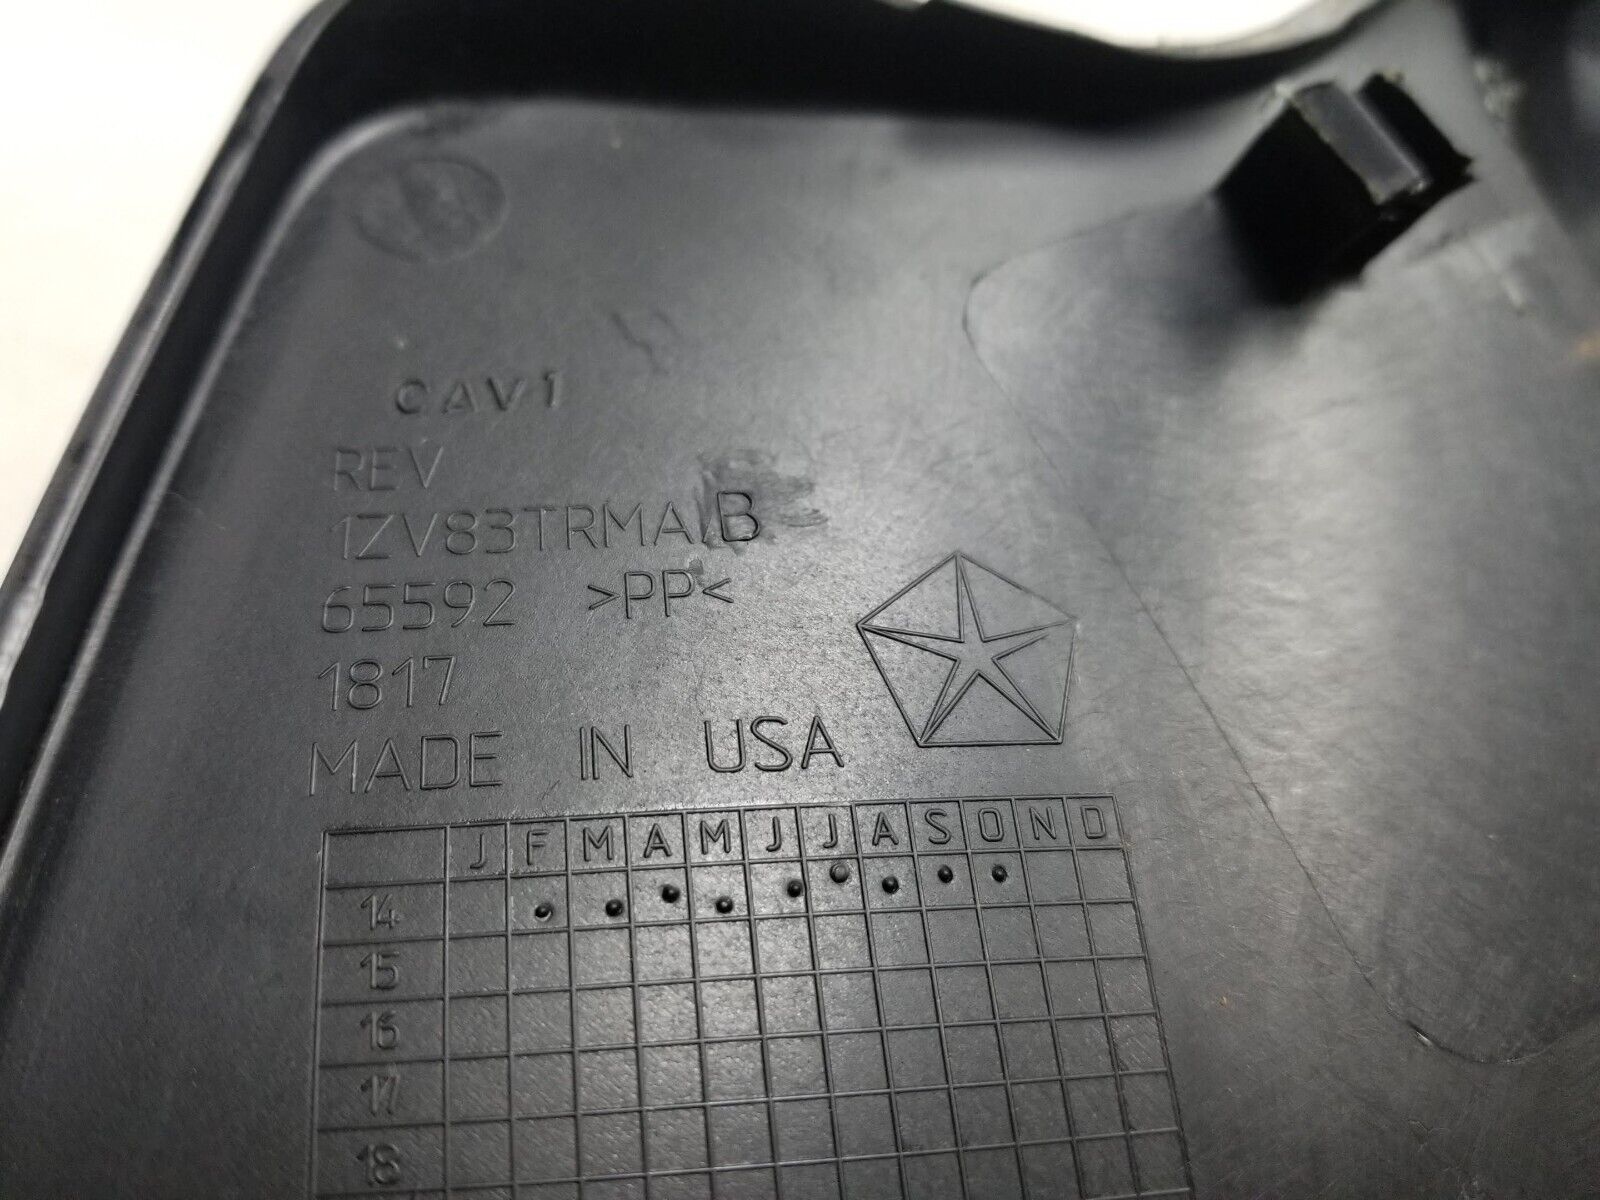 CAV1
REV
1ZV83TRMAB
65592 >PP<
1817
MADE IN USA
J F M A M J J A S O N D
14
15
16
17
18